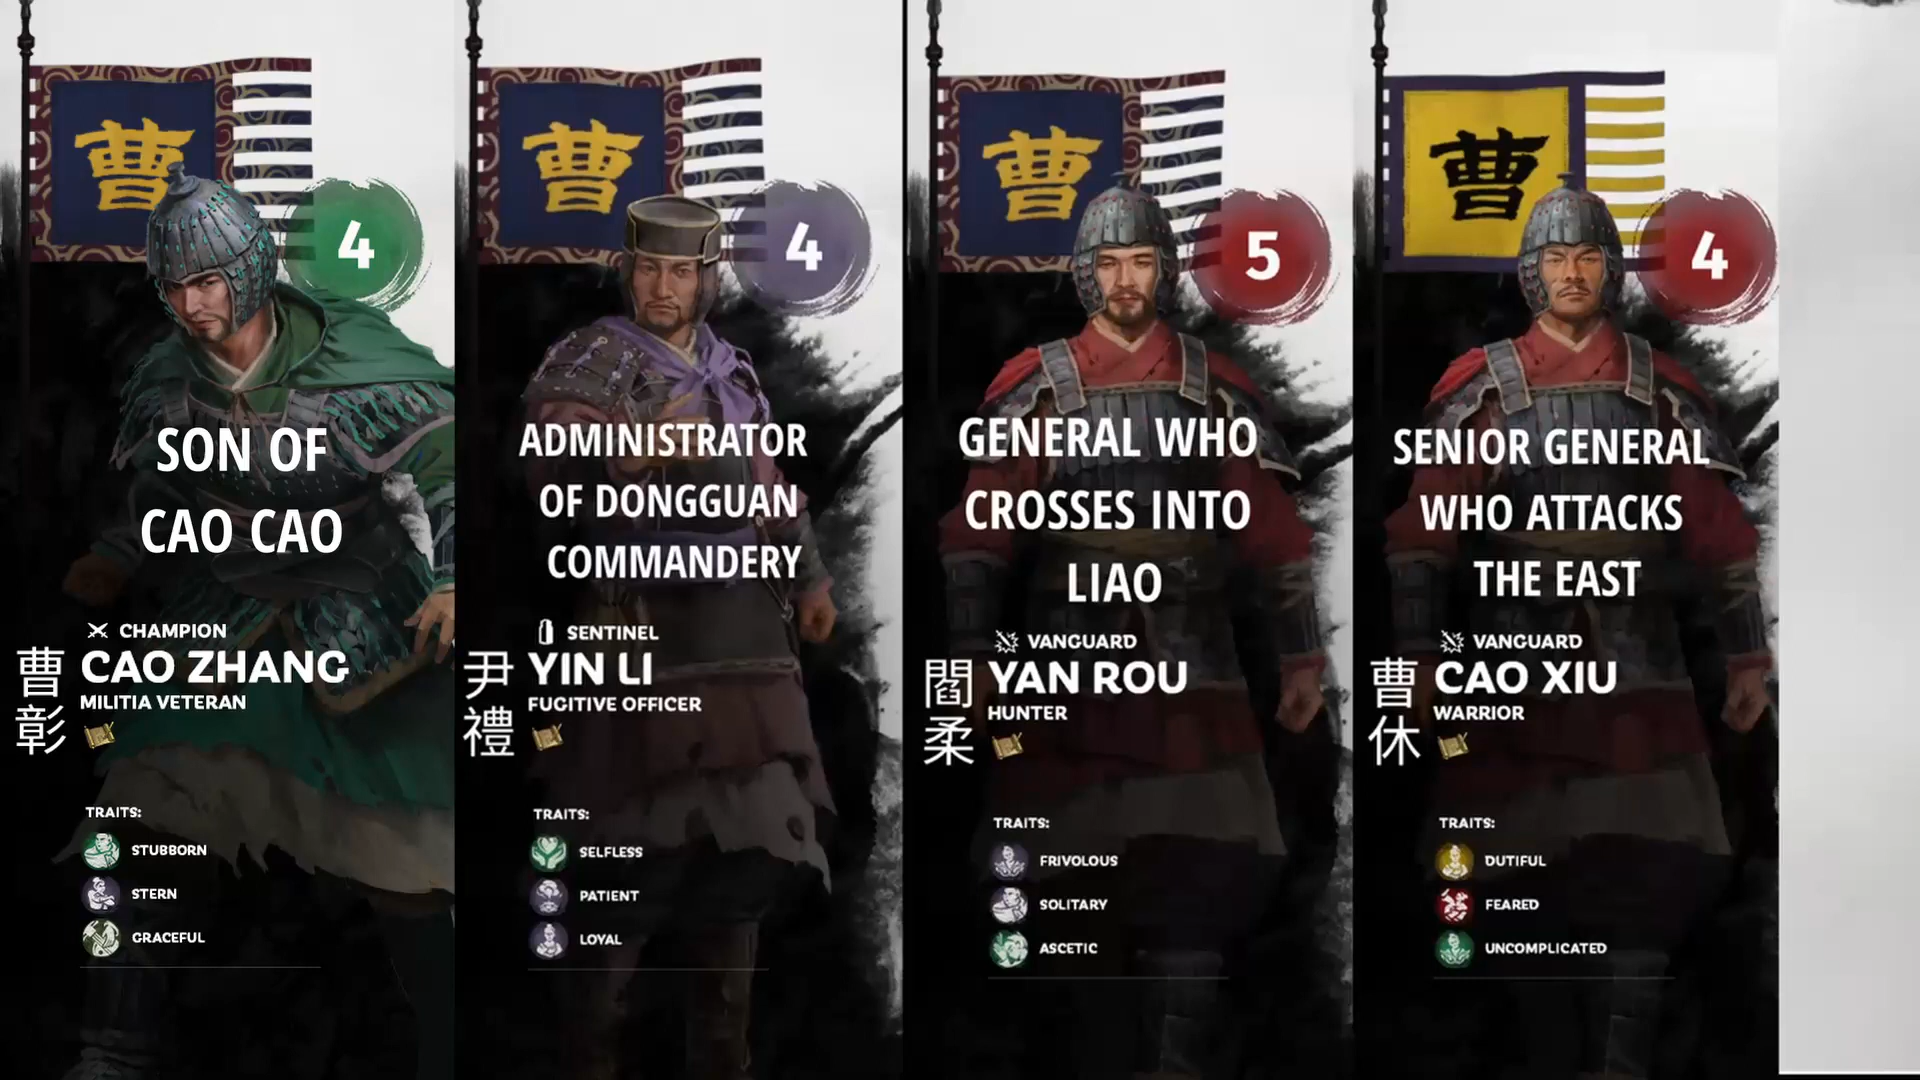 曹
4
SON OF
CAO CAO
CHAMPION
曹彰
CAO ZHANG
MILITIA VETERAN
TRAITS:
STUBBORN
STERN
GRACEFUL
曹
4
ADMINISTRATOR
OF DONGGUAN
COMMANDERY
SENTINEL
尹禮
YIN LI
FUGITIVE OFFICER
TRAITS:
SELFLESS
PATIENT
LOYAL
曹
5
GENERAL WHO
CROSSES INTO
LIAO
VANGUARD
閻柔
YAN ROU
HUNTER
TRAITS:
FRIVOLOUS
SOLITARY
ASCETIC
曹
4
SENIOR GENERAL
WHO ATTACKS
THE EAST
VANGUARD
曹休
CAO XIU
WARRIOR
TRAITS:
DUTIFUL
FEARED
UNCOMPLICATED